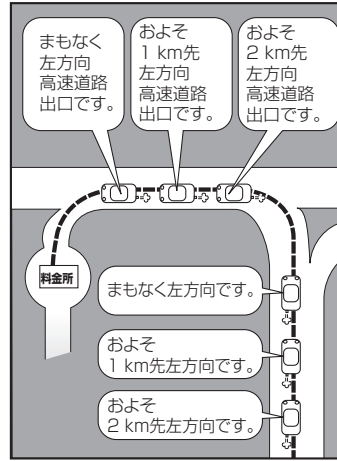 まもなく
左方向
高速道路
出口です。
およそ
1 km先
左方向
高速道路
出口です。
およそ
2 km先
左方向
高速道路
出口です。
料金所
まもなく左方向です。
およそ
1 km先左方向です。
およそ
2 km先左方向です。